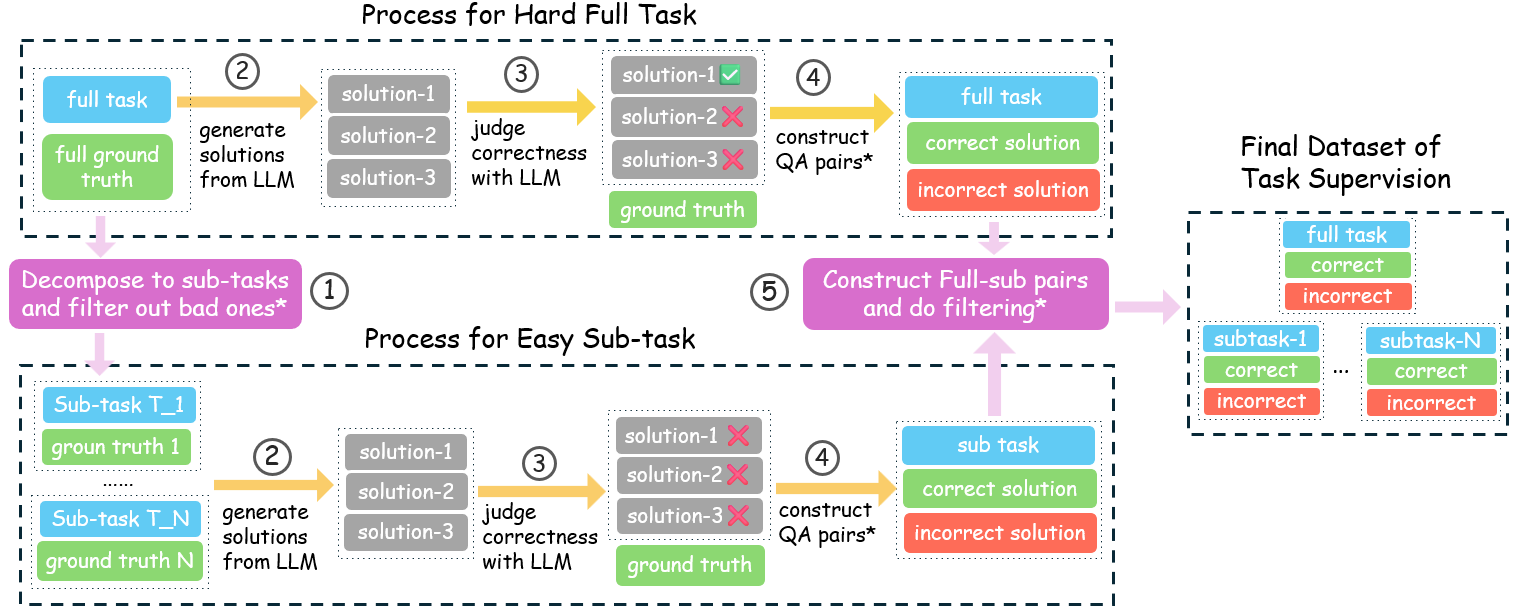 Process for Hard Full Task
full task
full ground
truth
②
generate
solutions
from LLM
solution-1
solution-2
solution-3
③
judge
correctness
with LLM
solution-1 ✅
solution-2 ❌
solution-3 ❌
ground truth
④
construct
QA pairs*
full task
correct solution
incorrect solution
Decompose to sub-tasks
and filter out bad ones*
①
⑤
Construct Full-sub pairs
and do filtering*
Process for Easy Sub-task
Sub-task T_1
groun truth 1
......
Sub-task T_N
ground truth N
②
generate
solutions
from LLM
solution-1
solution-2
solution-3
③
judge
correctness
with LLM
solution-1 ❌
solution-2 ❌
solution-3 ❌
ground truth
④
construct
QA pairs*
sub task
correct solution
incorrect solution
Final Dataset of
Task Supervision
full task
correct
incorrect
subtask-1
correct
incorrect
...
subtask-N
correct
incorrect